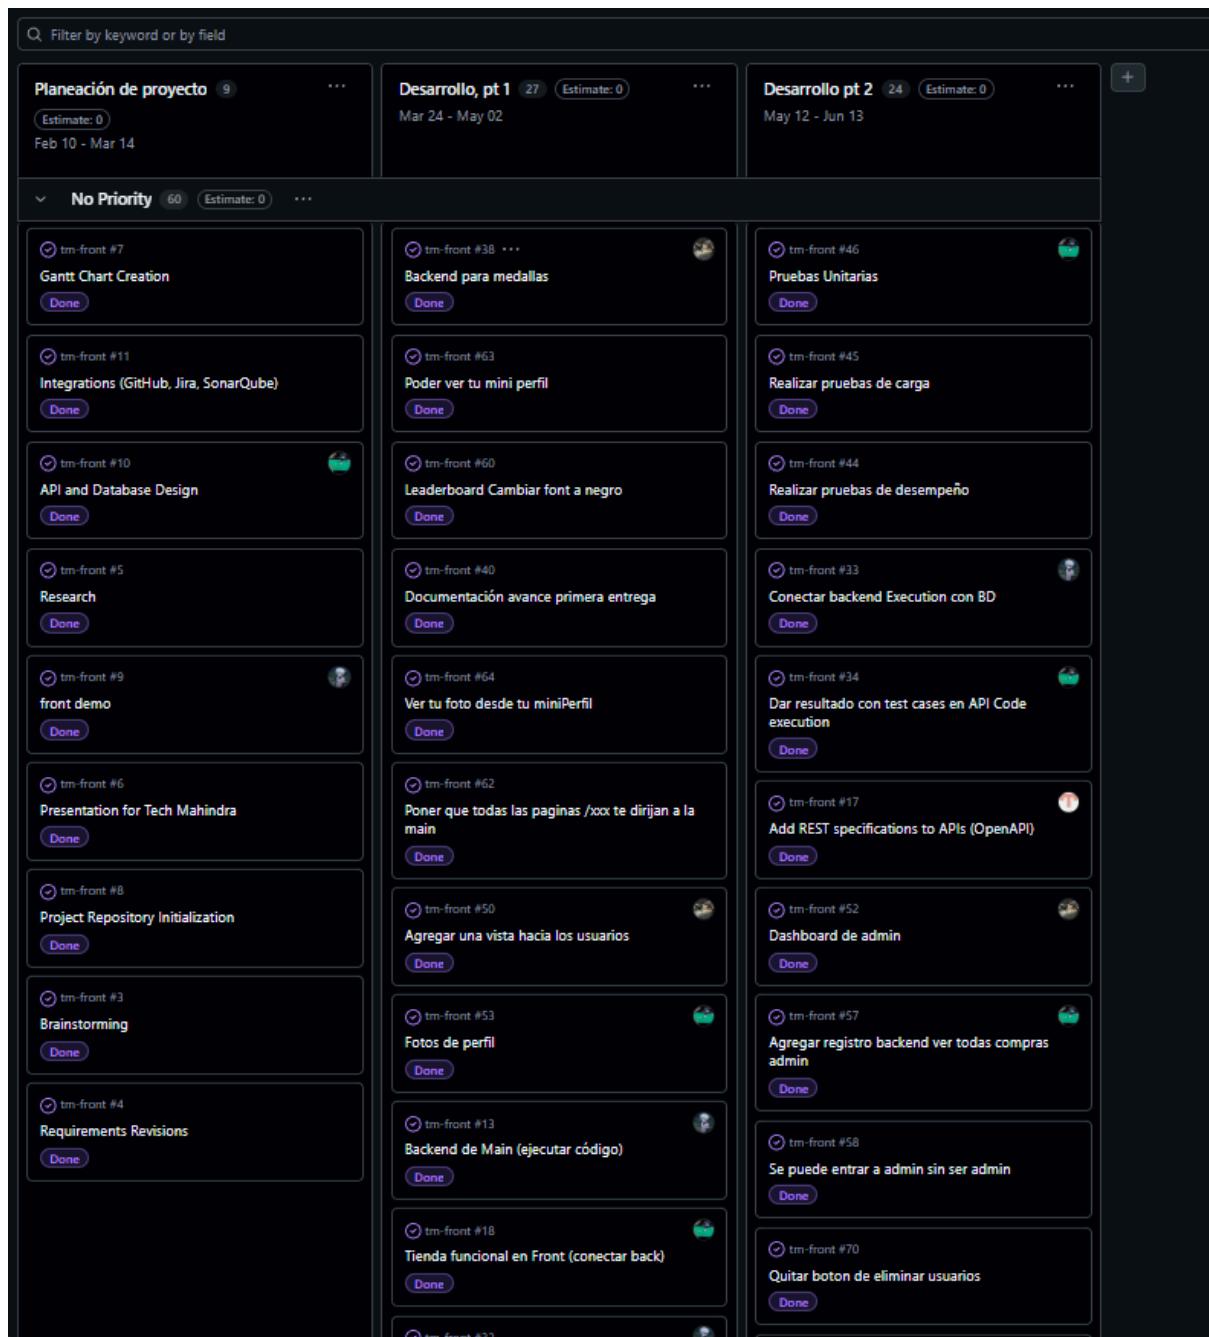 Filter by keyword or by field
Planeación de proyecto 9
Estimate: 0
Feb 10 - Mar 14
Desarrollo, pt 1 27 Estimate: 0
Mar 24 - May 02
Desarrollo pt 2 24 Estimate: 0
May 12 - Jun 13
No Priority 60 Estimate: 0
tm-front #7
Gantt Chart Creation
Done
tm-front #11
Integrations (GitHub, Jira, SonarQube)
Done
tm-front #10
API and Database Design
Done
tm-front #5
Research
Done
tm-front #9
front demo
Done
tm-front #6
Presentation for Tech Mahindra
Done
tm-front #8
Project Repository Initialization
Done
tm-front #3
Brainstorming
Done
tm-front #4
Requirements Revisions
Done
tm-front #38
Backend para medallas
Done
tm-front #63
Poder ver tu mini perfil
Done
tm-front #60
Leaderboard Cambiar font a negro
Done
tm-front #40
Documentación avance primera entrega
Done
tm-front #64
Ver tu foto desde tu miniPerfil
Done
tm-front #62
Poner que todas las paginas /xxx te dirijan a la
main
Done
tm-front #50
Agregar una vista hacia los usuarios
Done
tm-front #53
Fotos de perfil
Done
tm-front #13
Backend de Main (ejecutar código)
Done
tm-front #18
Tienda funcional en Front (conectar back)
Done
tm-front #46
Pruebas Unitarias
Done
tm-front #45
Realizar pruebas de carga
Done
tm-front #44
Realizar pruebas de desempeño
Done
tm-front #33
Conectar backend Execution con BD
Done
tm-front #34
Dar resultado con test cases en API Code
execution
Done
tm-front #17
Add REST specifications to APIs (OpenAPI)
Done
tm-front #52
Dashboard de admin
Done
tm-front #57
Agregar registro backend ver todas compras
admin
Done
tm-front #58
Se puede entrar a admin sin ser admin
Done
tm-front #70
Quitar boton de eliminar usuarios
Done